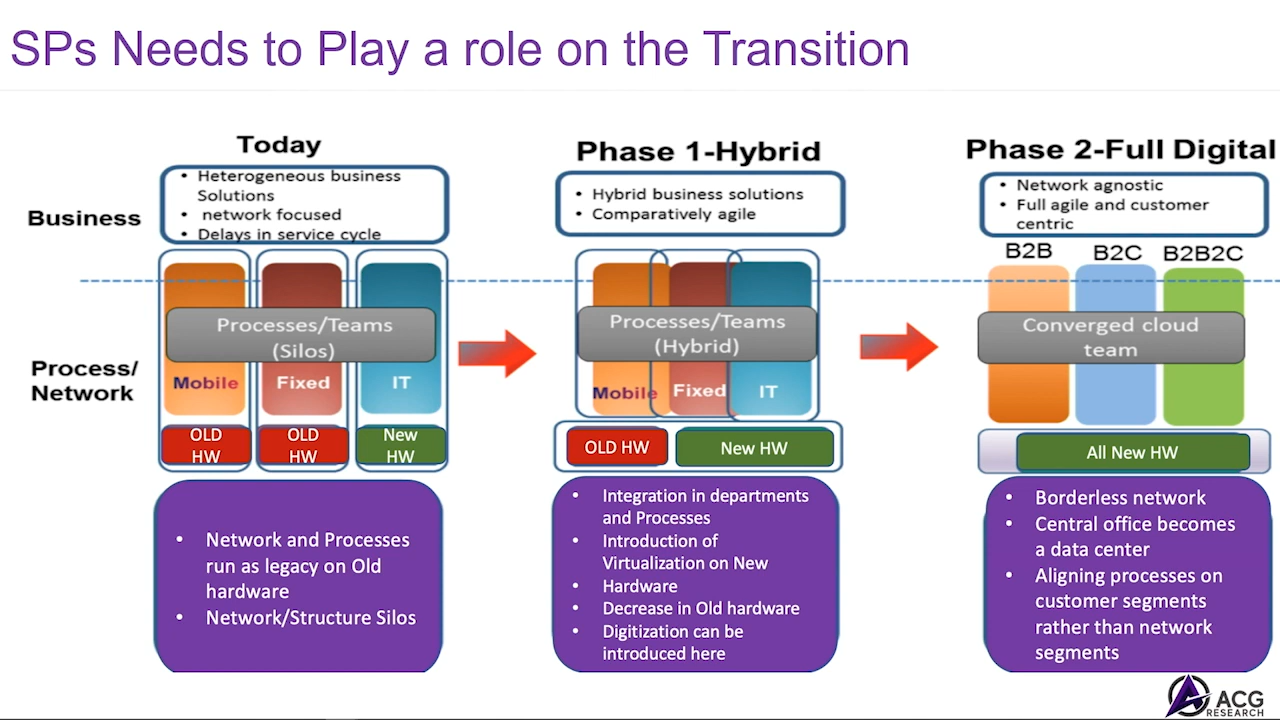 SPs Needs to Play a role on the Transition
Today
Phase 1-Hybrid
Phase 2-Full Digital
Business
• Heterogeneous business
Solutions
• network focused
• Delays in service cycle
• Hybrid business solutions
• Comparatively agile
• Network agnostic
• Full agile and customer
centric
B2B
B2C
B2B2C
Process/
Network
Processes/Teams
(Silos)
Mobile
Fixed
IT
OLD
HW
OLD
HW
New
HW
Processes/Teams
(Hybrid)
Mobile
Fixed
IT
OLD HW
New HW
Converged cloud
team
All New HW
• Network and Processes
run as legacy on Old
hardware
• Network/Structure Silos
• Integration in departments
and Processes
• Introduction of
Virtualization on New
• Hardware
• Decrease in Old hardware
• Digitization can be
introduced here
• Borderless network
• Central office becomes
a data center
• Aligning processes on
customer segments
rather than network
segments
ACG
RESEARCH